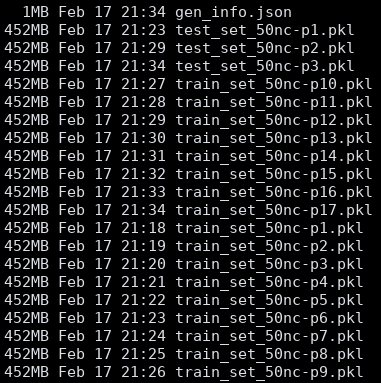 1MB Feb 17 21:34 gen_info.json
452MB Feb 17 21:23 test_set_50nc-p1.pkl
452MB Feb 17 21:29 test_set_50nc-p2.pkl
452MB Feb 17 21:34 test_set_50nc-p3.pkl
452MB Feb 17 21:27 train_set_50nc-p10.pkl
452MB Feb 17 21:28 train_set_50nc-p11.pkl
452MB Feb 17 21:29 train_set_50nc-p12.pkl
452MB Feb 17 21:30 train_set_50nc-p13.pkl
452MB Feb 17 21:31 train_set_50nc-p14.pkl
452MB Feb 17 21:32 train_set_50nc-p15.pkl
452MB Feb 17 21:33 train_set_50nc-p16.pkl
452MB Feb 17 21:34 train_set_50nc-p17.pkl
452MB Feb 17 21:18 train_set_50nc-p1.pkl
452MB Feb 17 21:19 train_set_50nc-p2.pkl
452MB Feb 17 21:20 train_set_50nc-p3.pkl
452MB Feb 17 21:21 train_set_50nc-p4.pkl
452MB Feb 17 21:22 train_set_50nc-p5.pkl
452MB Feb 17 21:23 train_set_50nc-p6.pkl
452MB Feb 17 21:24 train_set_50nc-p7.pkl
452MB Feb 17 21:25 train_set_50nc-p8.pkl
452MB Feb 17 21:26 train_set_50nc-p9.pkl